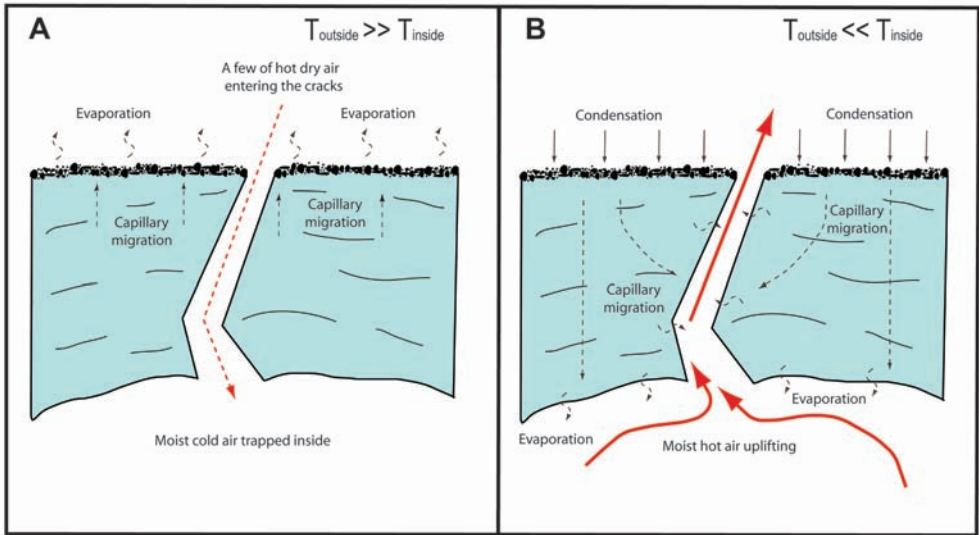 A
Toutside >> Tinside
A few of hot dry air
entering the cracks
Evaporation
Evaporation
Capillary
migration
Capillary
migration
Moist cold air trapped inside
B
Toutside << Tinside
Condensation
Condensation
Capillary
migration
Capillary
migration
Evaporation
Evaporation
Moist hot air uplifting